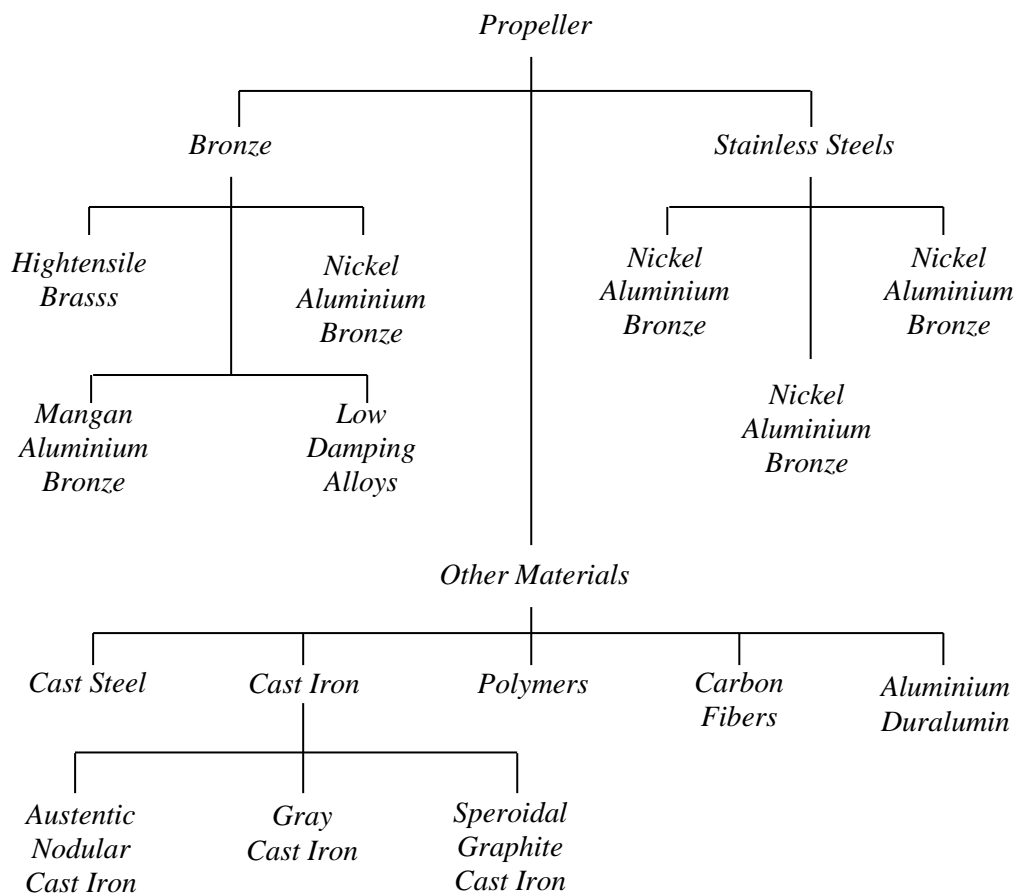 Propeller
Bronze
Stainless Steels
Hightensile
Brasss
Nickel
Aluminium
Bronze
Nickel
Aluminium
Bronze
Nickel
Aluminium
Bronze
Mangan
Aluminium
Bronze
Low
Damping
Alloys
Nickel
Aluminium
Bronze
Other Materials
Cast Steel
Cast Iron
Polymers
Carbon
Fibers
Aluminium
Duralumin
Austentic
Nodular
Cast Iron
Gray
Cast Iron
Speroidal
Graphite
Cast Iron